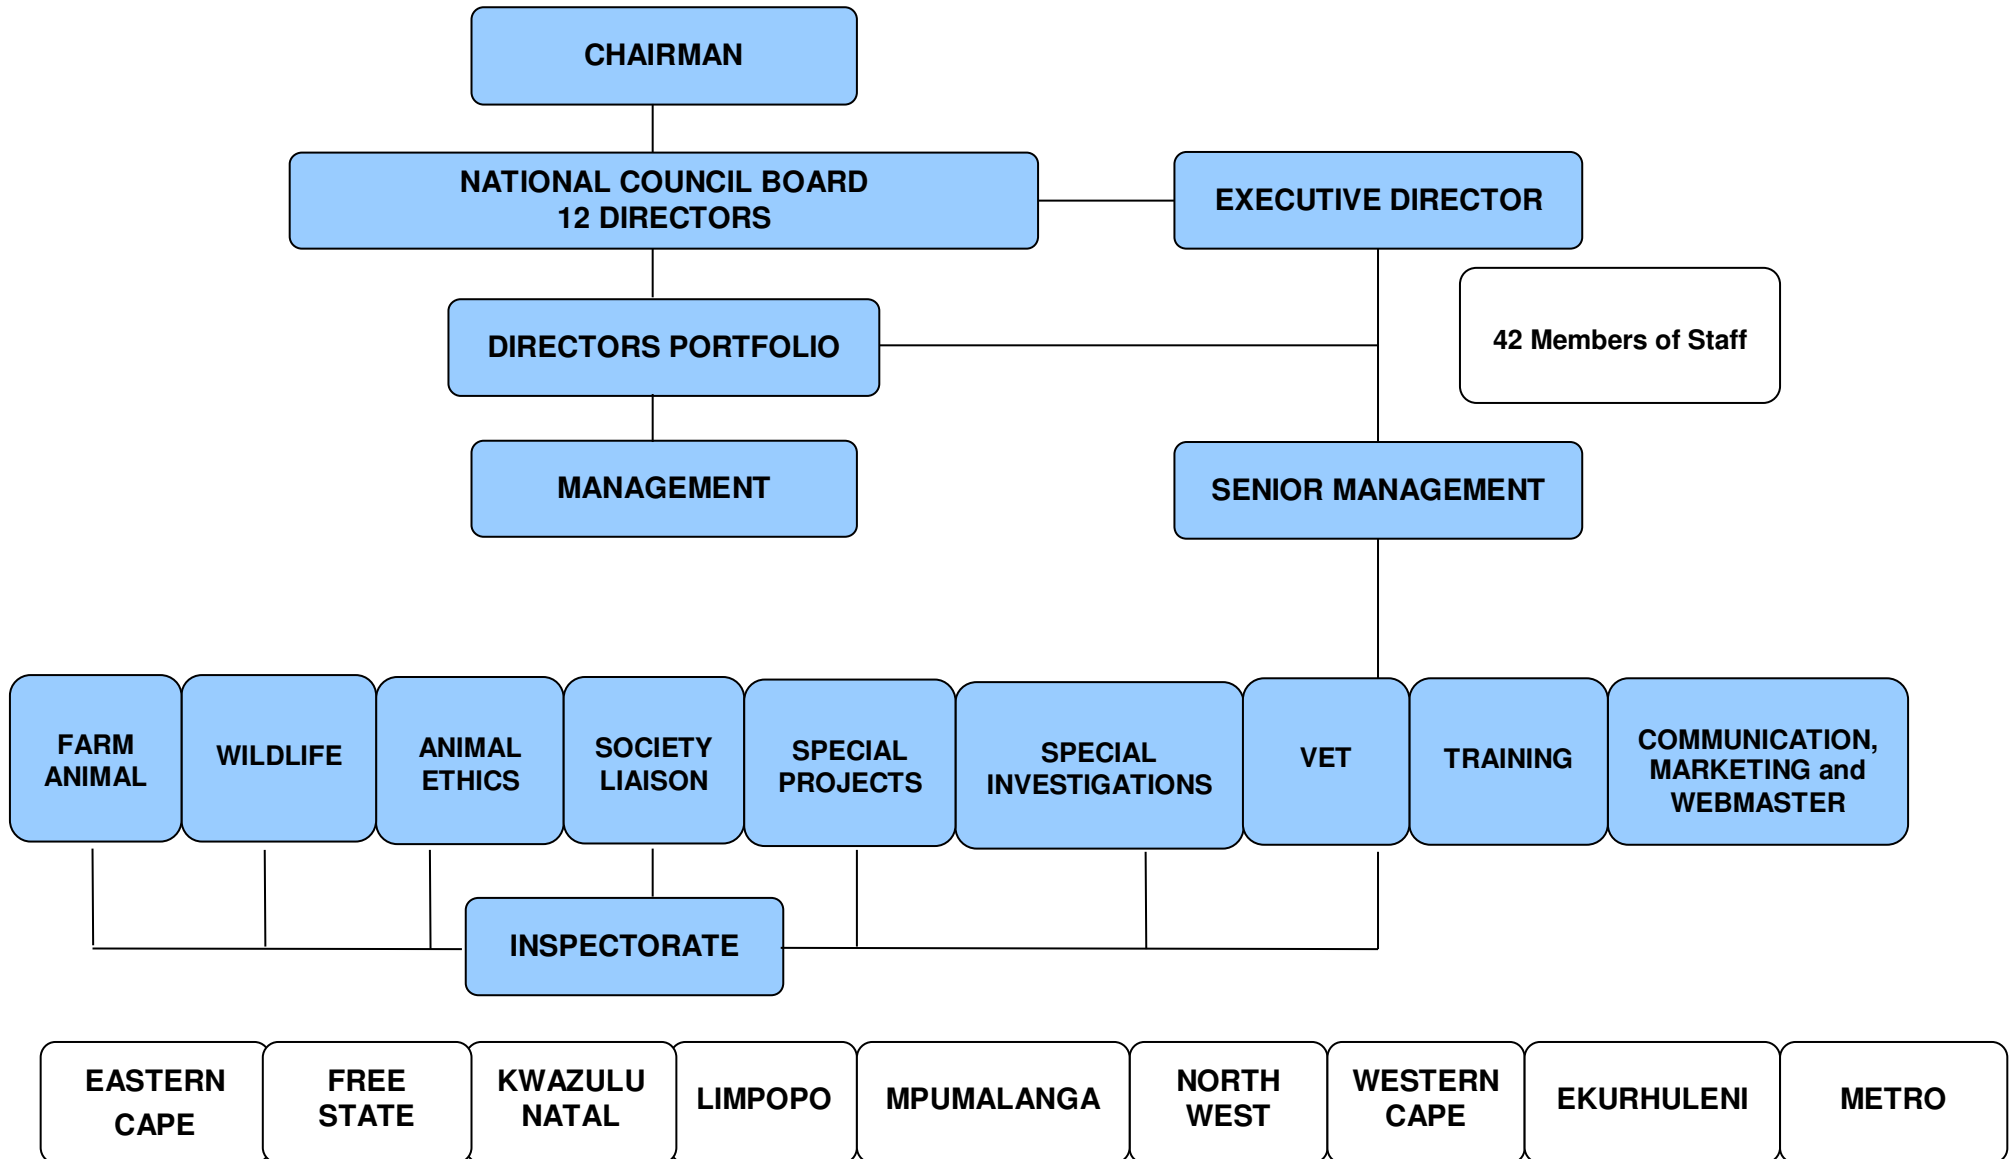 CHAIRMAN
NATIONAL COUNCIL BOARD
12 DIRECTORS
EXECUTIVE DIRECTOR
42 Members of Staff
DIRECTORS PORTFOLIO
MANAGEMENT
SENIOR MANAGEMENT
FARM
ANIMAL
WILDLIFE
ANIMAL
ETHICS
SOCIETY
LIAISON
SPECIAL
PROJECTS
SPECIAL
INVESTIGATIONS
VET
TRAINING
COMMUNICATION,
MARKETING and
WEBMASTER
INSPECTORATE
EASTERN
CAPE
FREE
STATE
KWAZULU
NATAL
LIMPOPO
MPUMALANGA
NORTH
WEST
WESTERN
CAPE
EKURHULENI
METRO